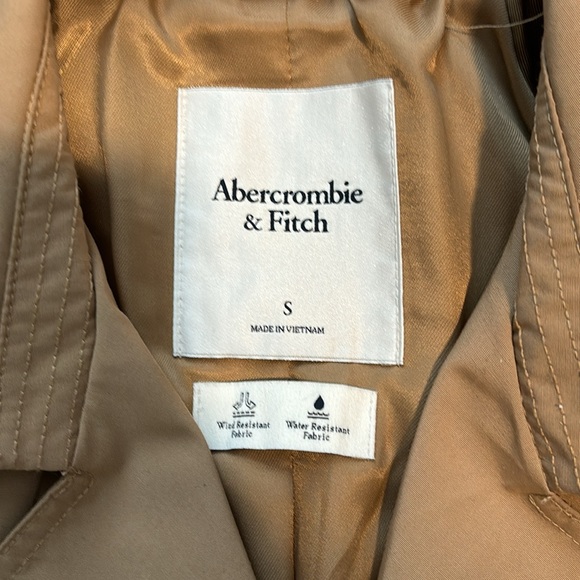 Abercrombie
& Fitch
S
MADE IN VIETNAM
Wind Resistant
Fabric
Water Resistant
Fabric